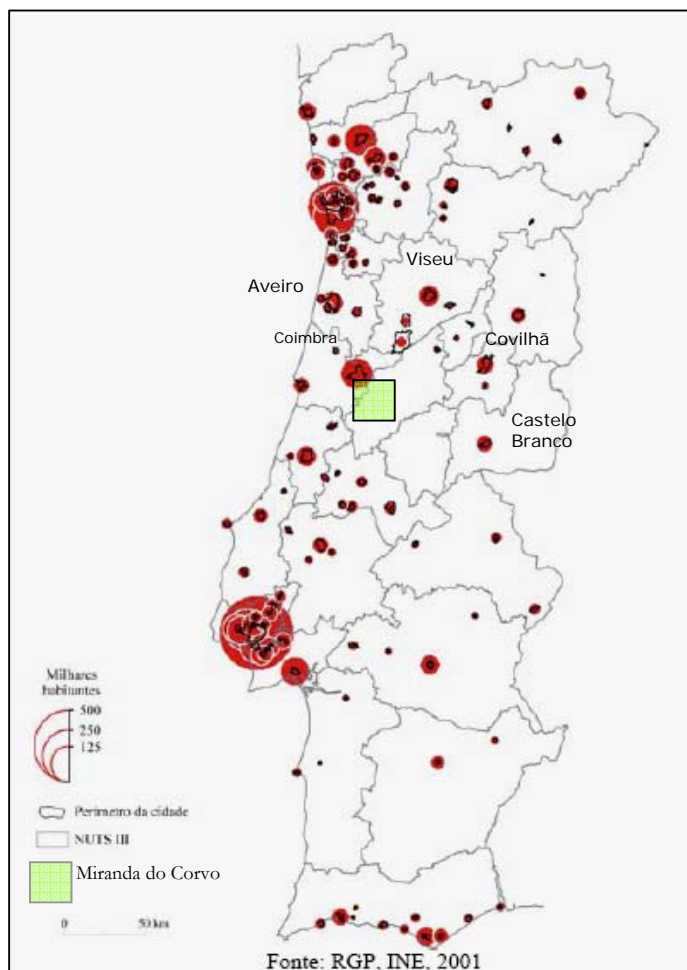 Viseu
Aveiro
Coimbra
Covilhã
Castelo
Branco
Milhares
habitantes
500
250
125
Perímetro da cidade
NUTS III
Miranda do Corvo
0 50 km
Fonte: RGP, INE, 2001